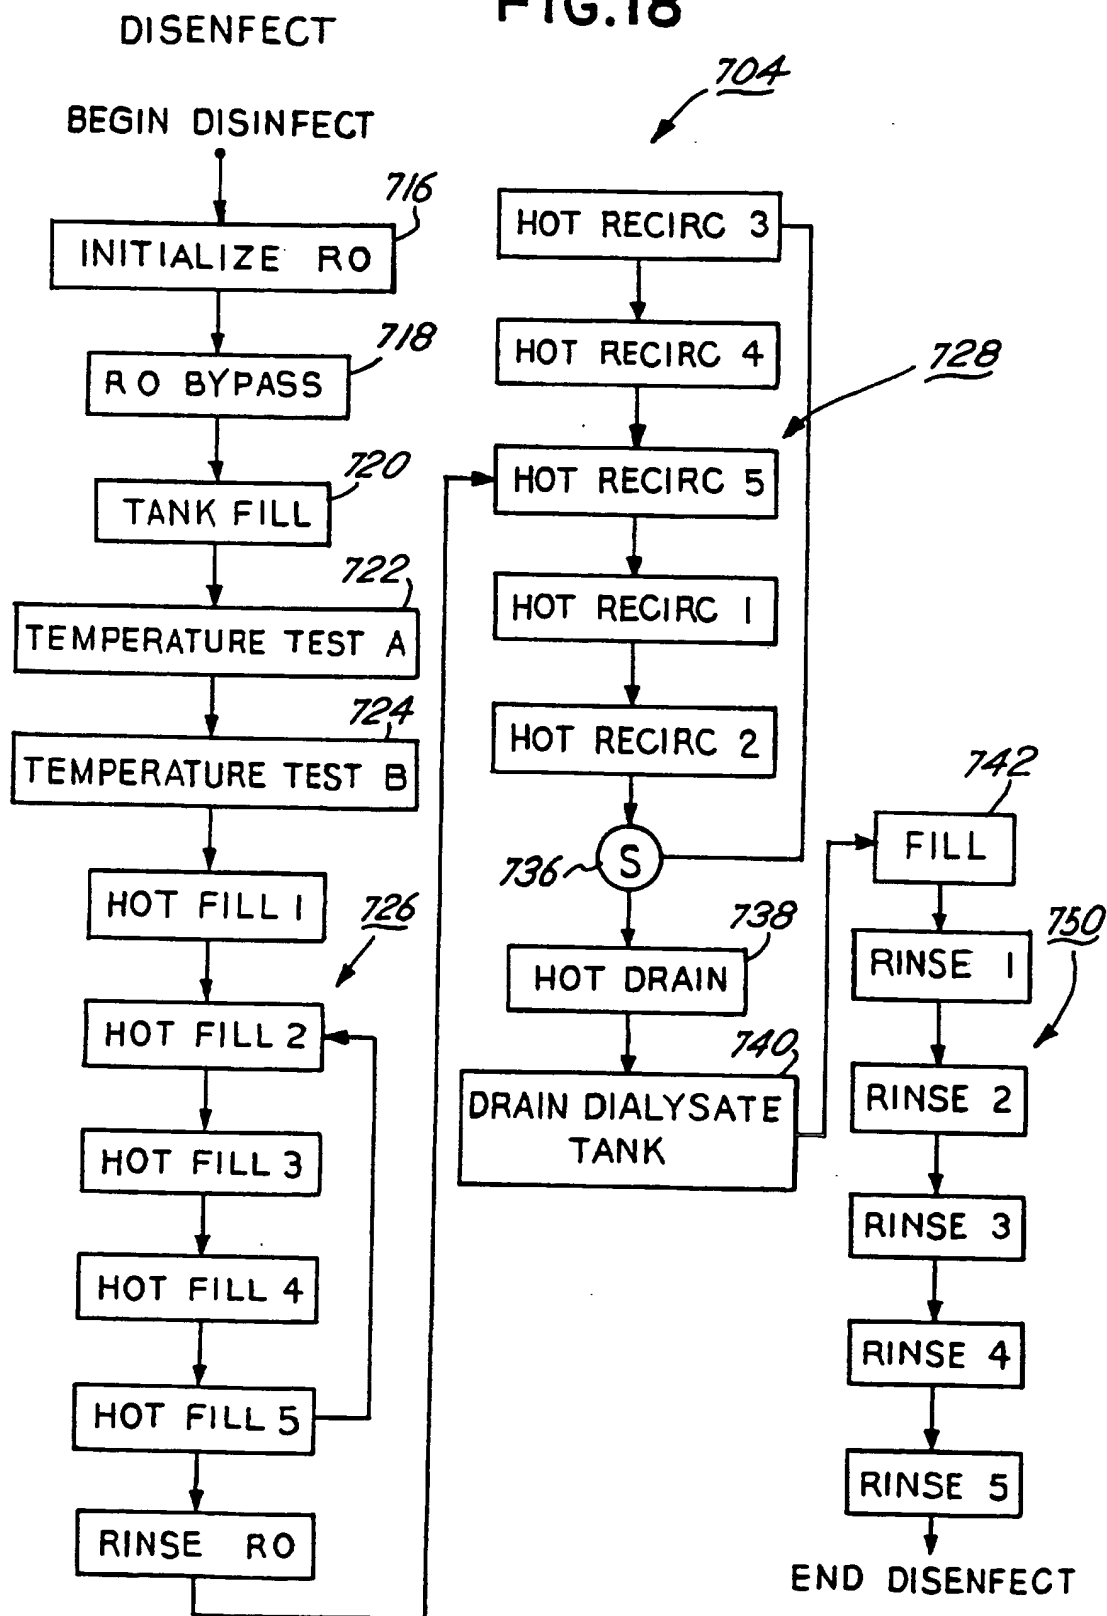 FIG.18
DISENFECT
BEGIN DISINFECT
716
INITIALIZE RO
718
RO BYPASS
720
TANK FILL
722
TEMPERATURE TEST A
724
TEMPERATURE TEST B
HOT FILL 1
726
HOT FILL 2
HOT FILL 3
HOT FILL 4
HOT FILL 5
RINSE RO
704
HOT RECIRC 3
HOT RECIRC 4
728
HOT RECIRC 5
HOT RECIRC 1
HOT RECIRC 2
736
S
738
HOT DRAIN
740
DRAIN DIALYSATE
TANK
742
FILL
750
RINSE 1
RINSE 2
RINSE 3
RINSE 4
RINSE 5
END DISENFECT